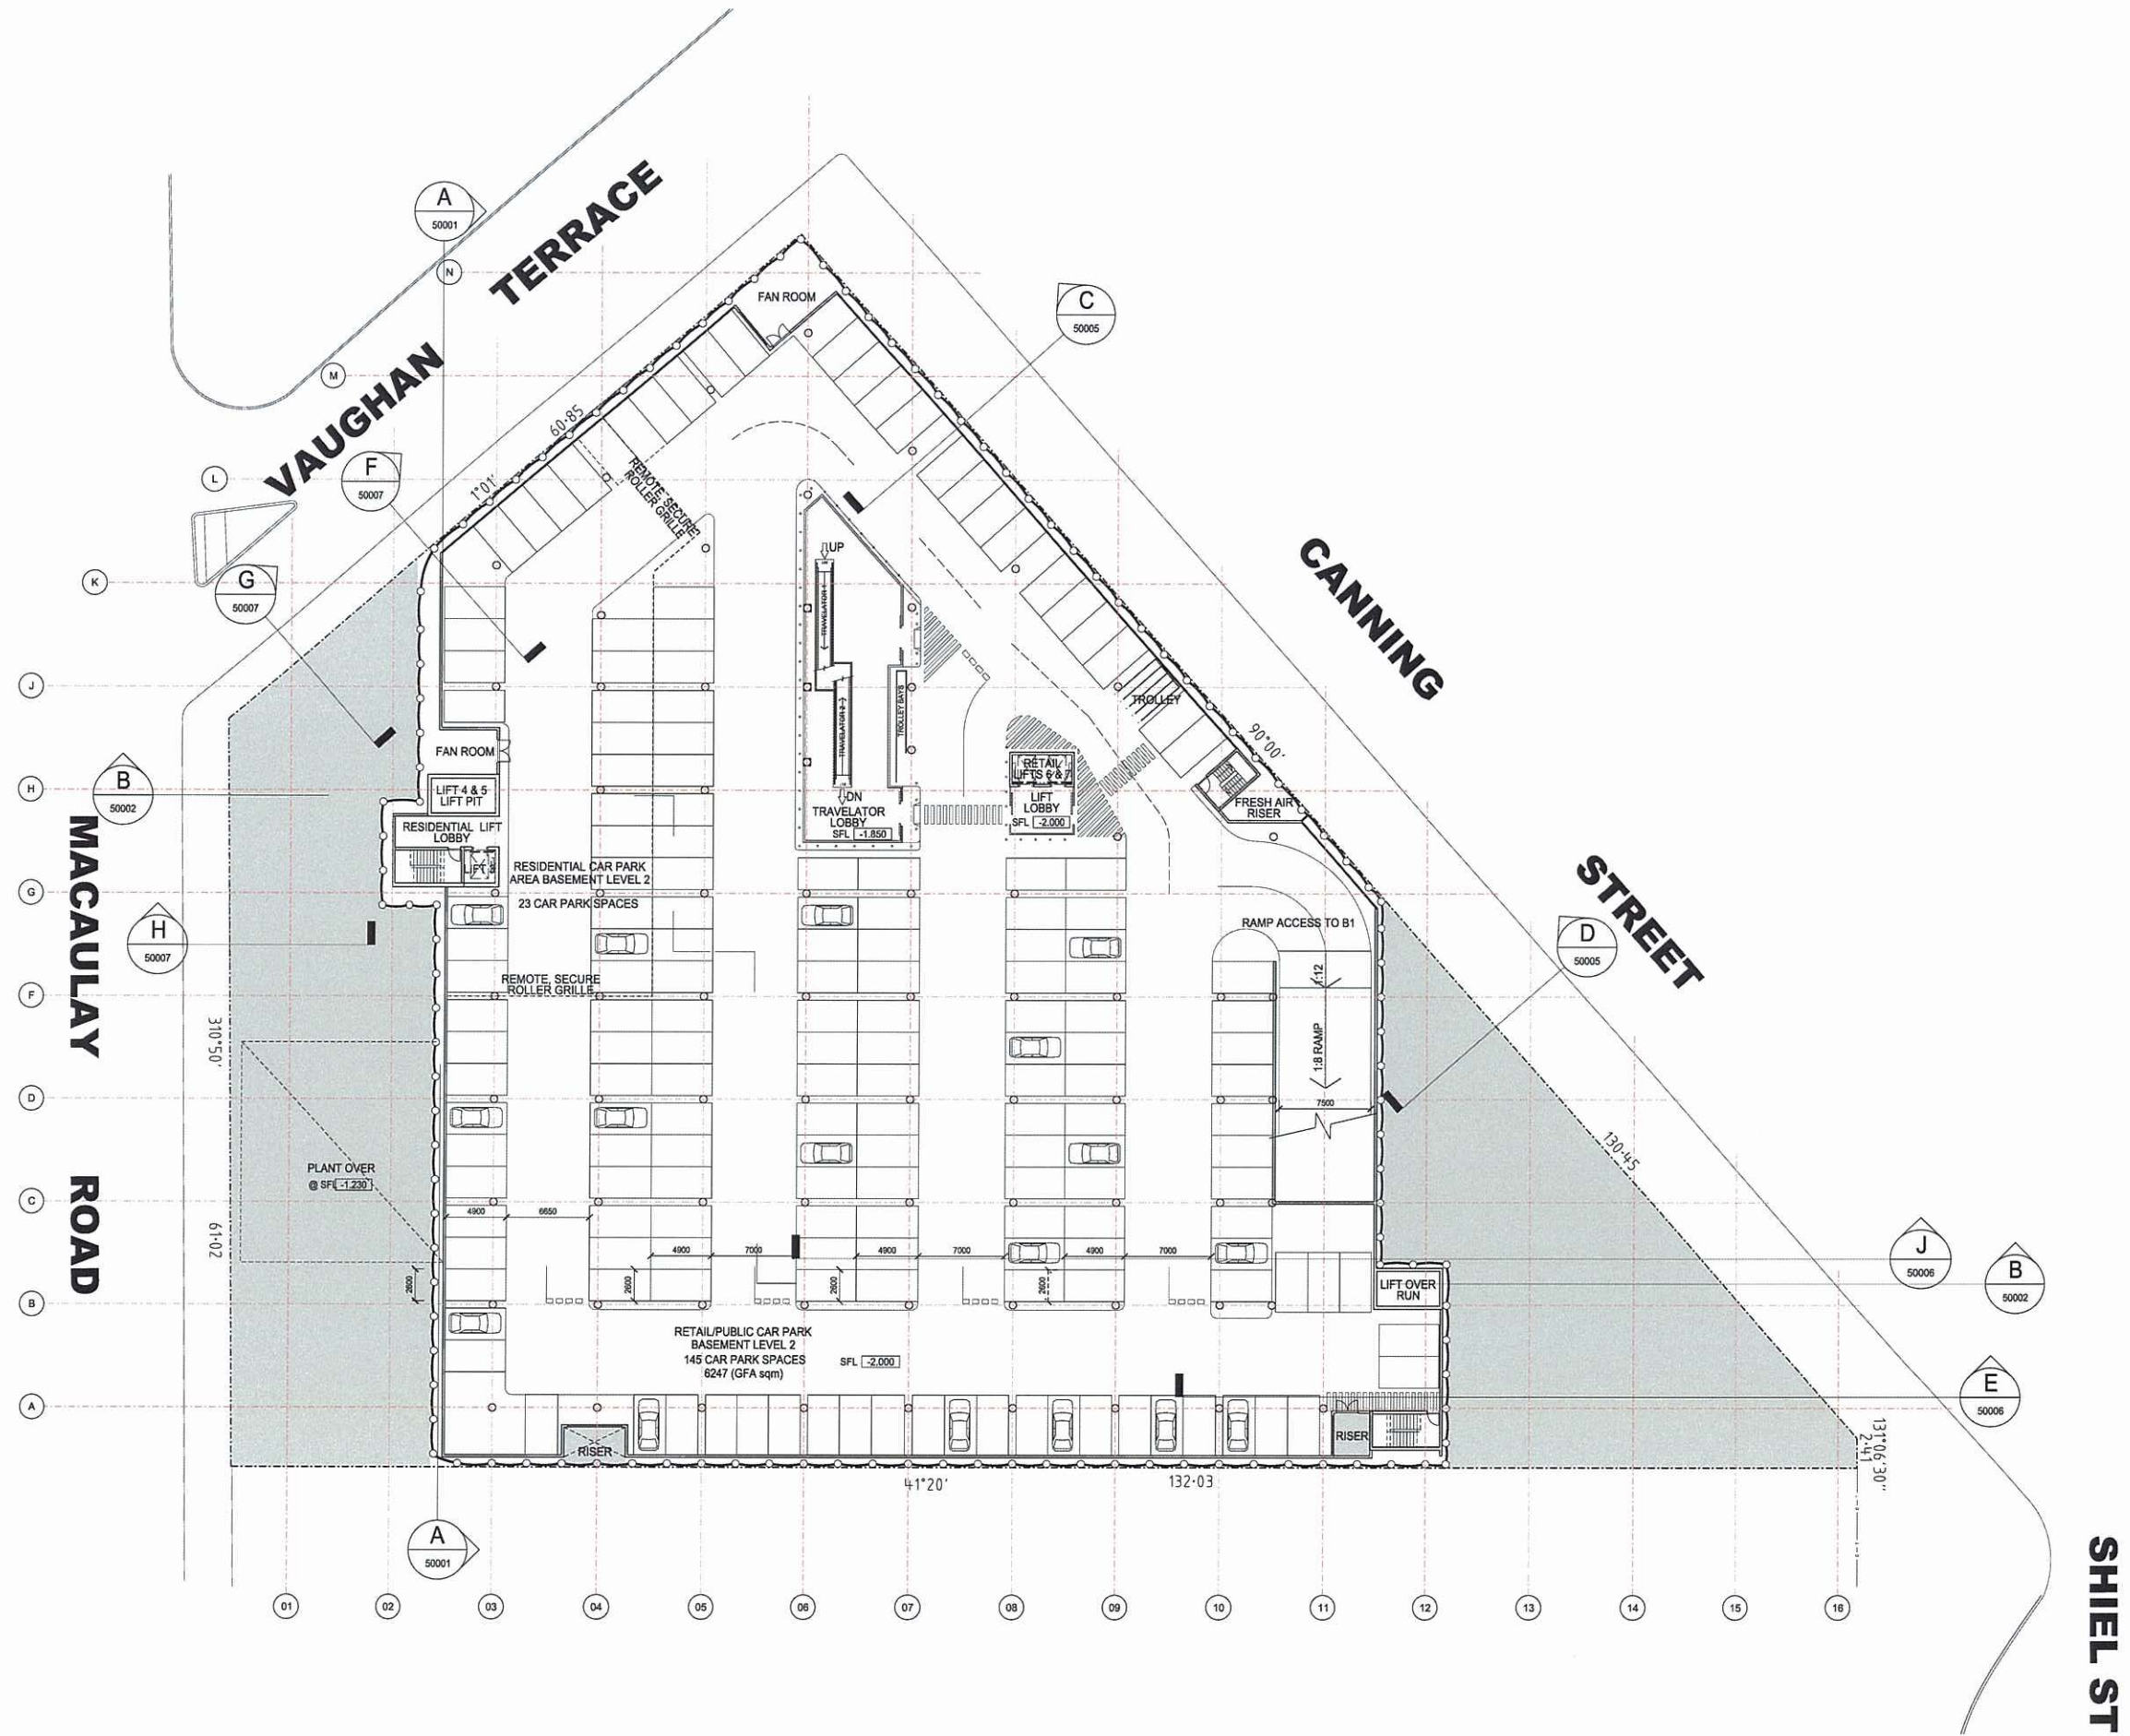 A
50001
N
TERRACE
C
50005
FAN ROOM
M
VAUGHAN
60·85
REMOTE, SECURE
ROLLER GRILLE
L
F
50007
1°01'
K
G
50007
UP
TRAVELATOR 1
CANNING
J
TRAVELATOR 2
TROLLEY BAYS
TROLLEY
90°00'
FAN ROOM
B
50002
H
LIFT 4 & 5
LIFT PIT
RETAIL
LIFTS 6 & 7
LIFT
LOBBY
SFL -2.000
DN
TRAVELATOR
LOBBY
SFL -1.850
FRESH AIR
RISER
RESIDENTIAL LIFT
LOBBY
LIFT 3
RESIDENTIAL CAR PARK
AREA BASEMENT LEVEL 2
23 CAR PARK SPACES
G
STREET
MACAULAY
H
50007
RAMP ACCESS TO B1
D
50005
REMOTE, SECURE
ROLLER GRILLE
F
1:12
310°50'
1:8 RAMP
D
7500
130·45
PLANT OVER
@ SFL -1.230
C
ROAD
61·02
4900
6650
4900
7000
4900
7000
4900
7000
J
50006
B
50002
2600
2600
2600
2600
B
LIFT OVER
RUN
RETAIL/PUBLIC CAR PARK
BASEMENT LEVEL 2
145 CAR PARK SPACES
6247 (GFA sqm)
SFL -2.000
E
50006
A
RISER
RISER
131°06'30"
2·41
41°20'
132·03
A
50001
SHIEL ST
01
02
03
04
05
06
07
08
09
10
11
12
13
14
15
16